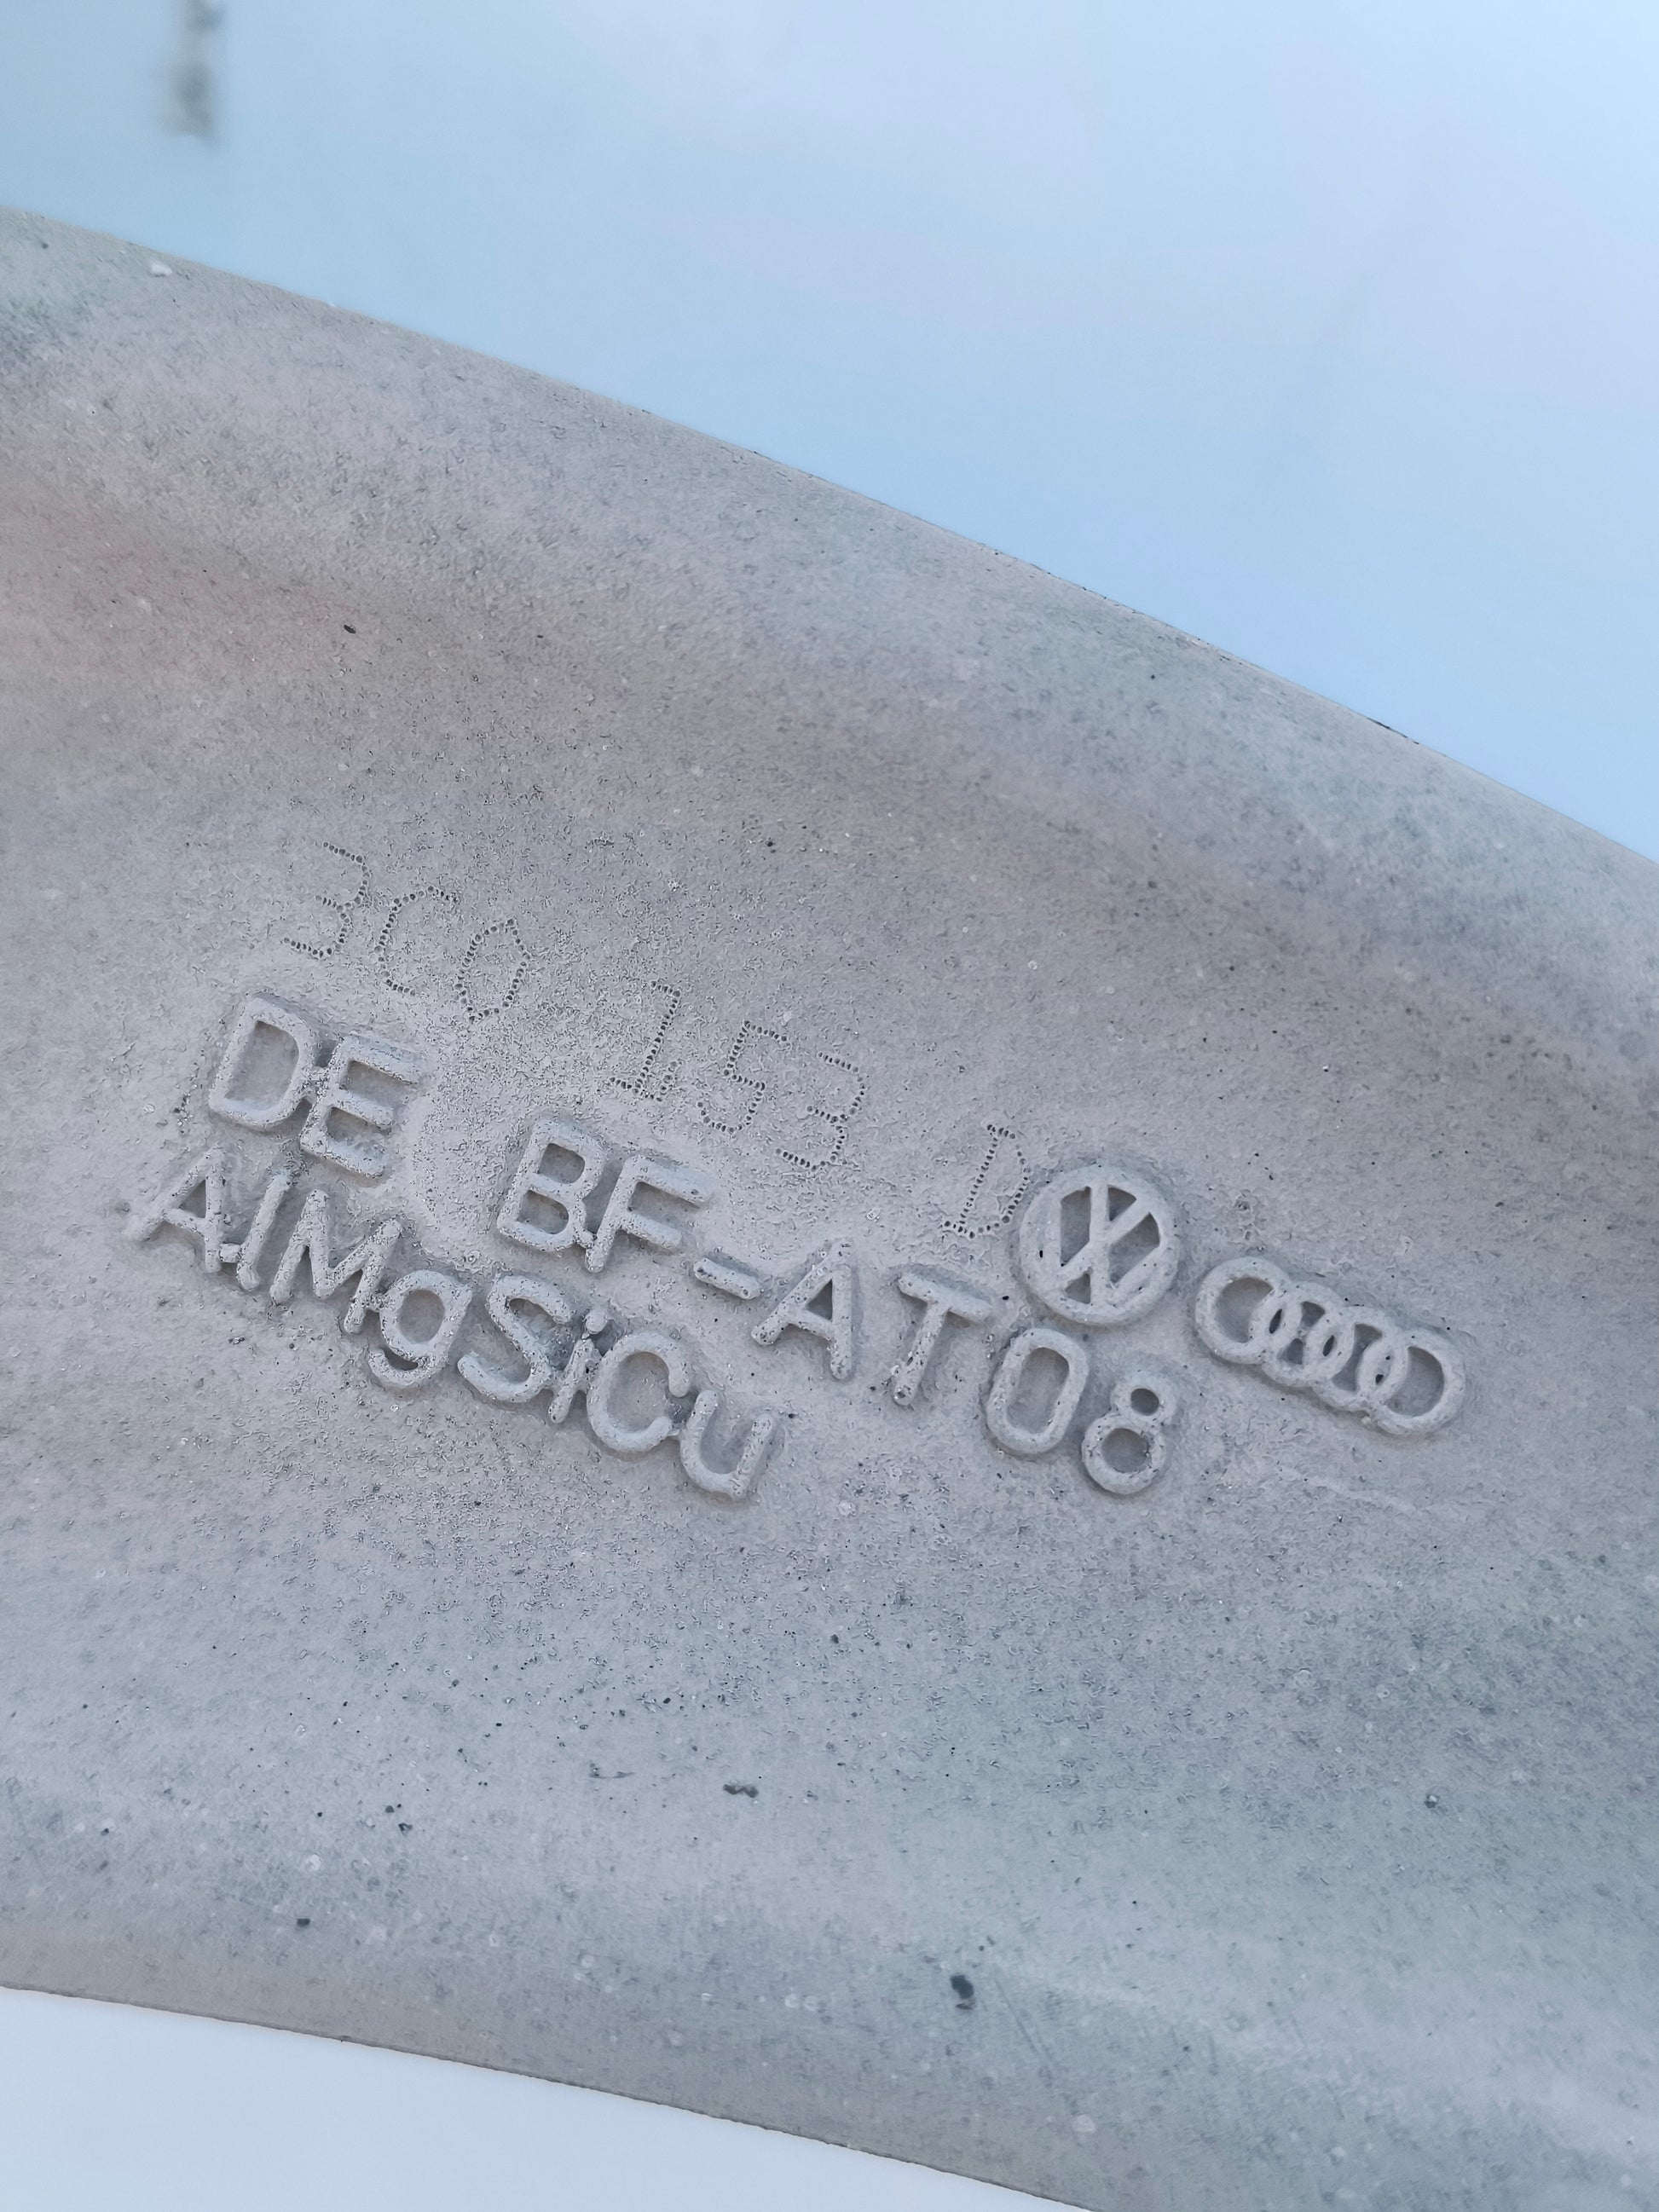 3C0 153 D
DE BF-AT08
AlMgSiCu